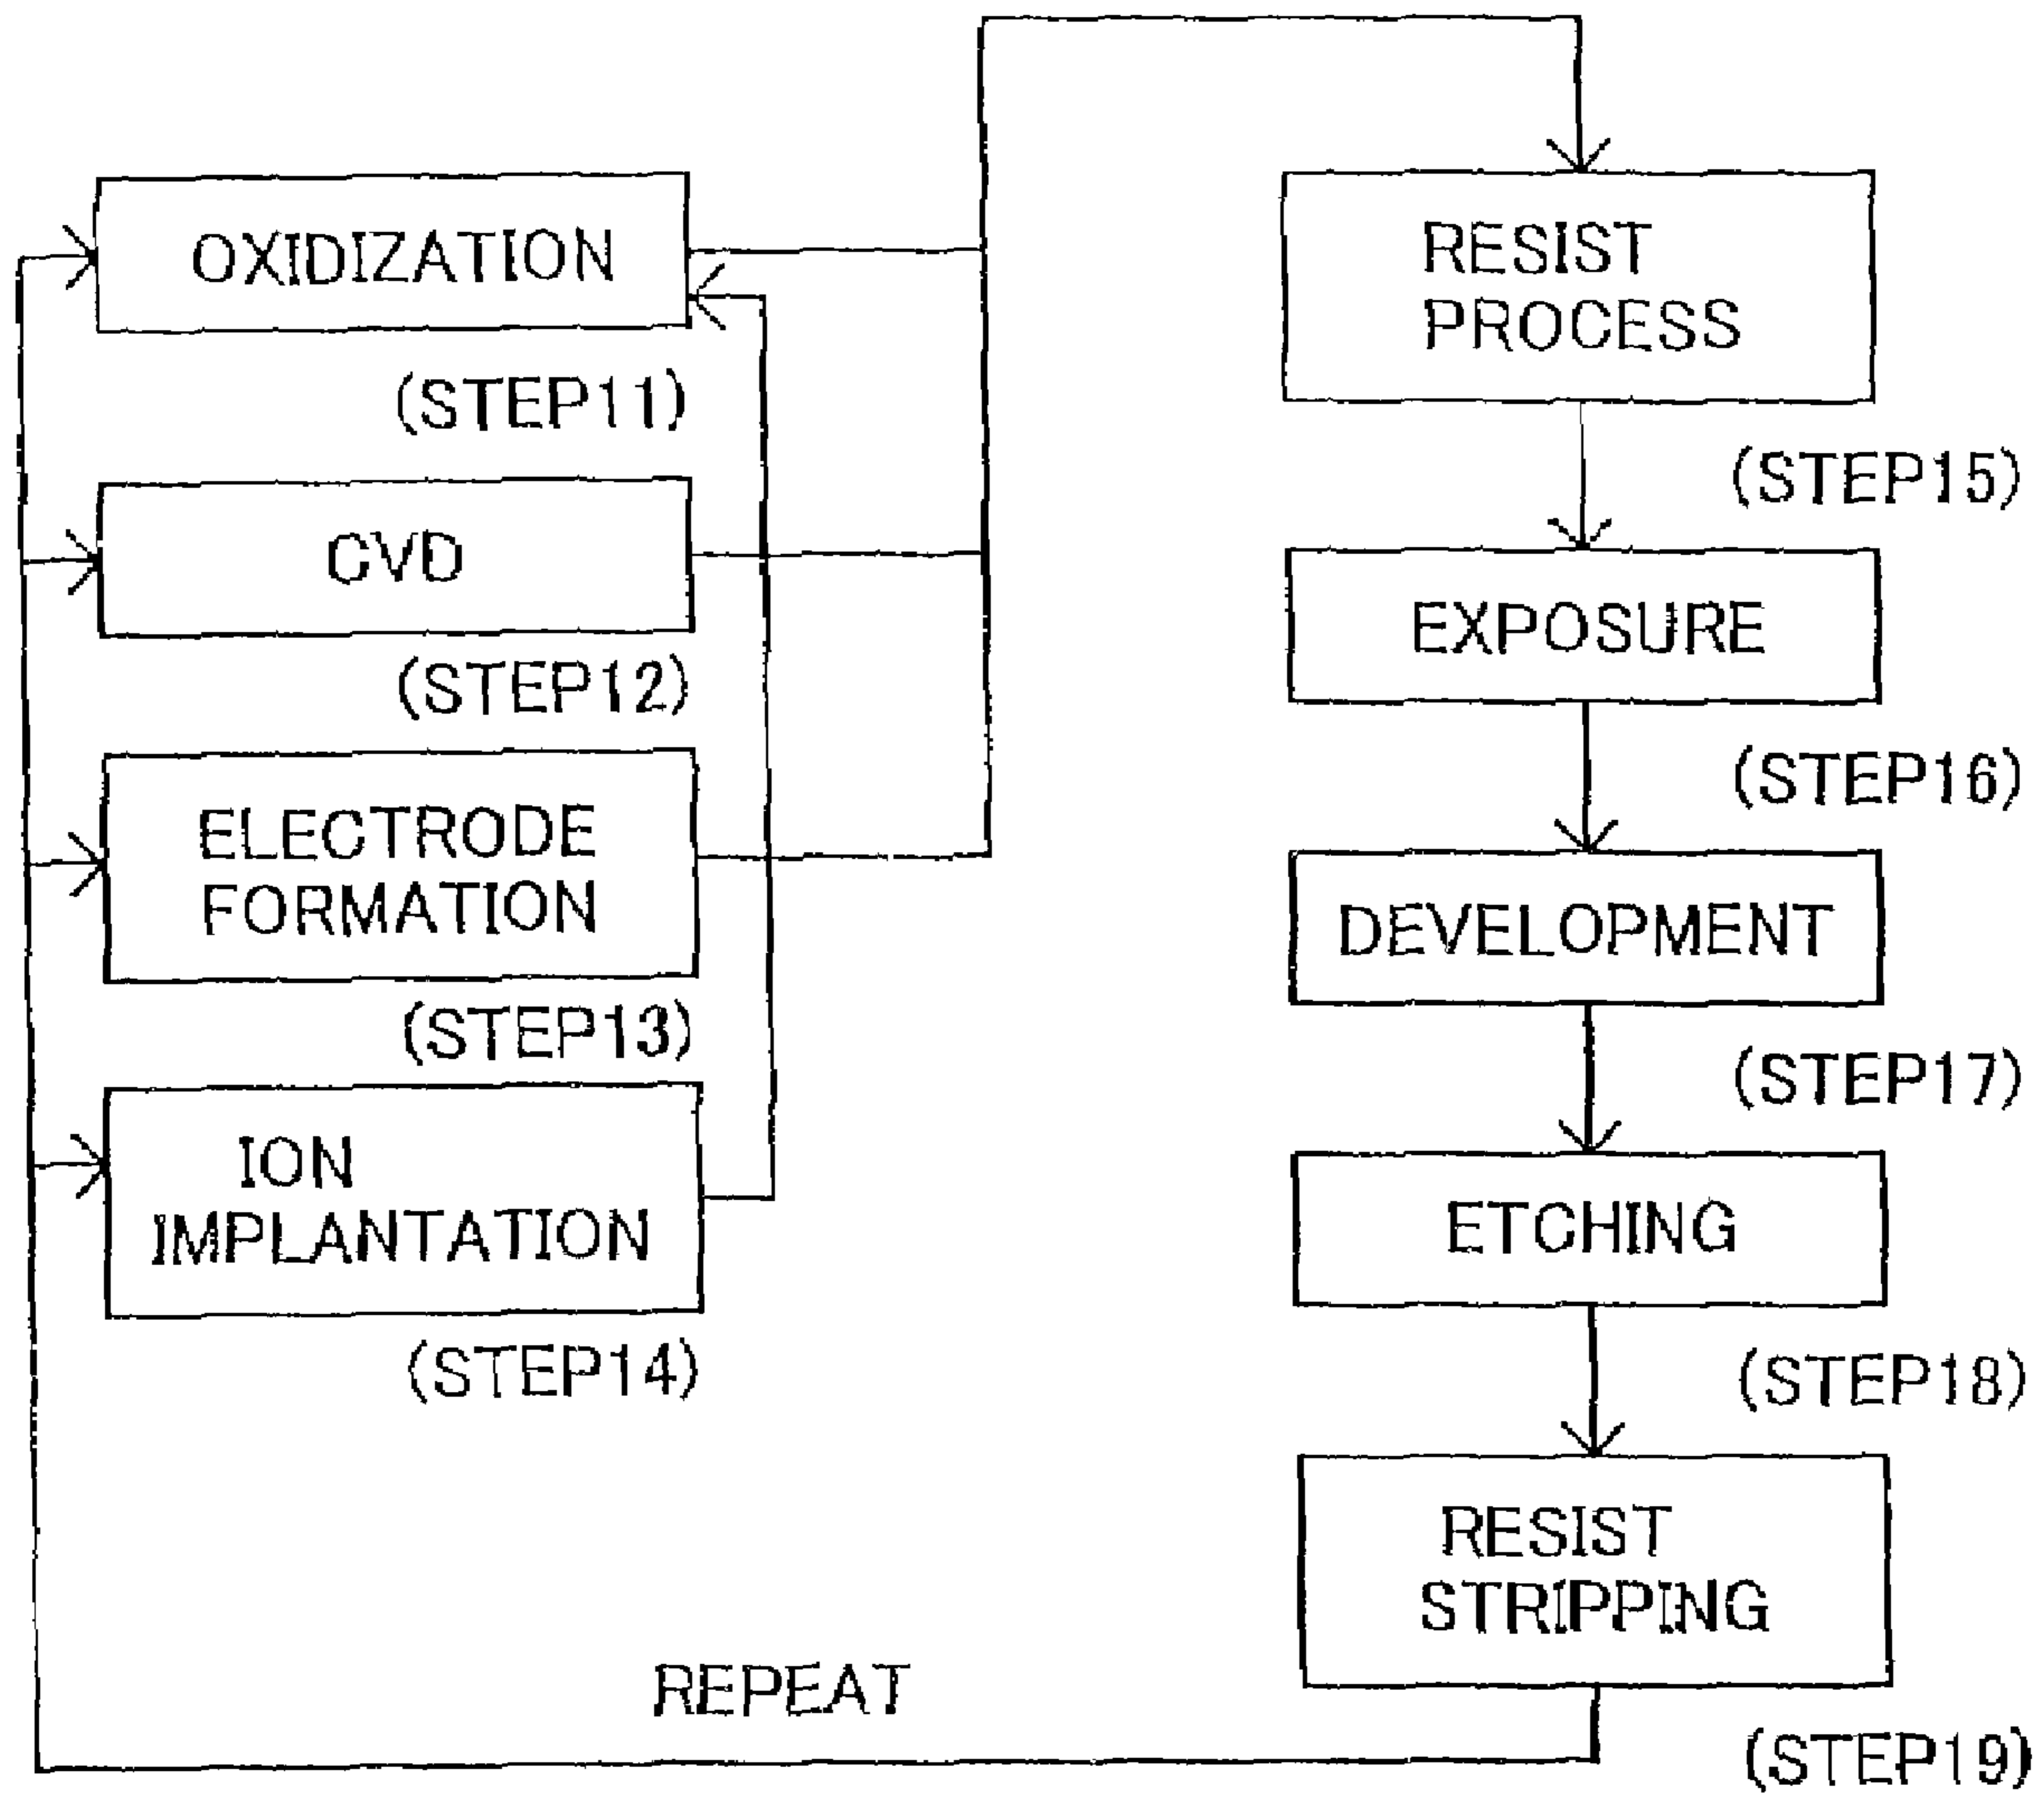 OXIDIZATION
(STEP11)
CVD
(STEP12)
ELECTRODE
FORMATION
(STEP13)
ION
IMPLANTATION
(STEP14)
RESIST
PROCESS
(STEP15)
EXPOSURE
(STEP16)
DEVELOPMENT
(STEP17)
ETCHING
(STEP18)
RESIST
STRIPPING
(STEP19)
REPEAT